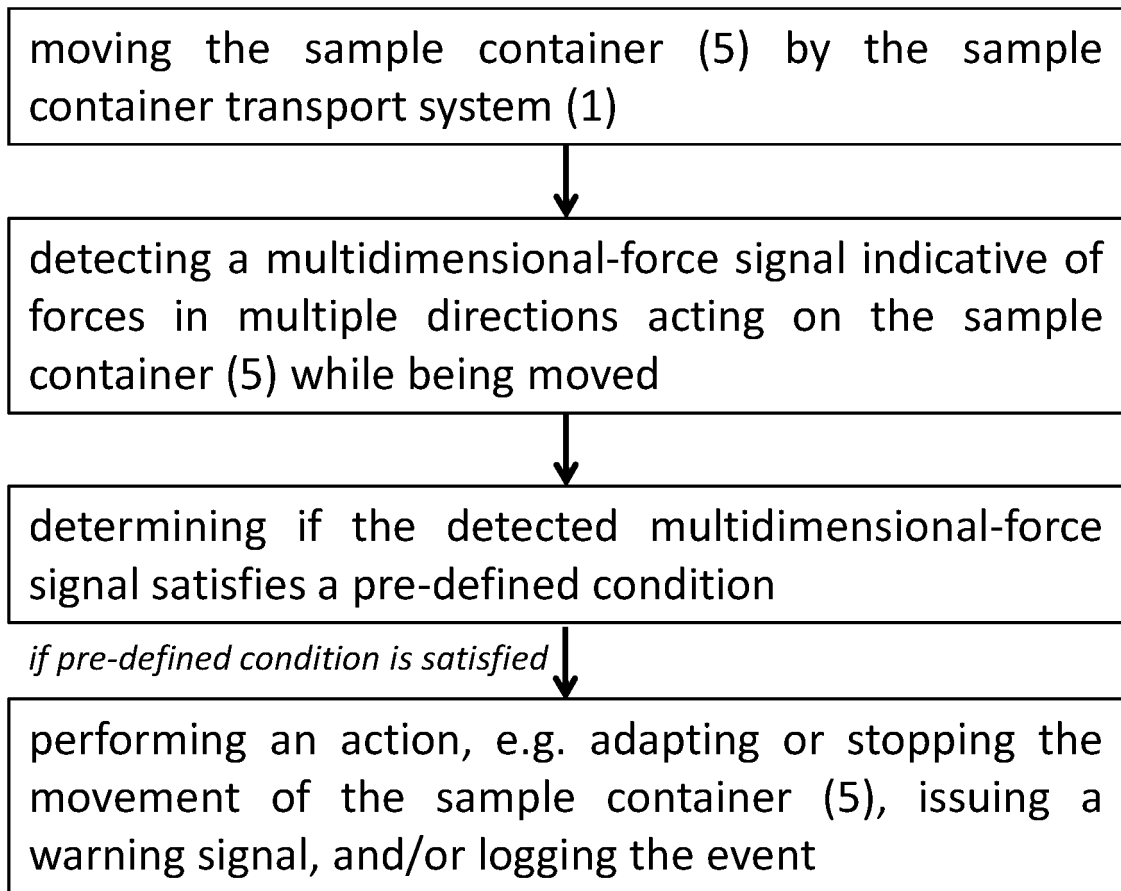 moving the sample container (5) by the sample
container transport system (1)
detecting a multidimensional-force signal indicative of
forces in multiple directions acting on the sample
container (5) while being moved
determining if the detected multidimensional-force
signal satisfies a pre-defined condition
if pre-defined condition is satisfied
performing an action, e.g. adapting or stopping the
movement of the sample container (5), issuing a
warning signal, and/or logging the event